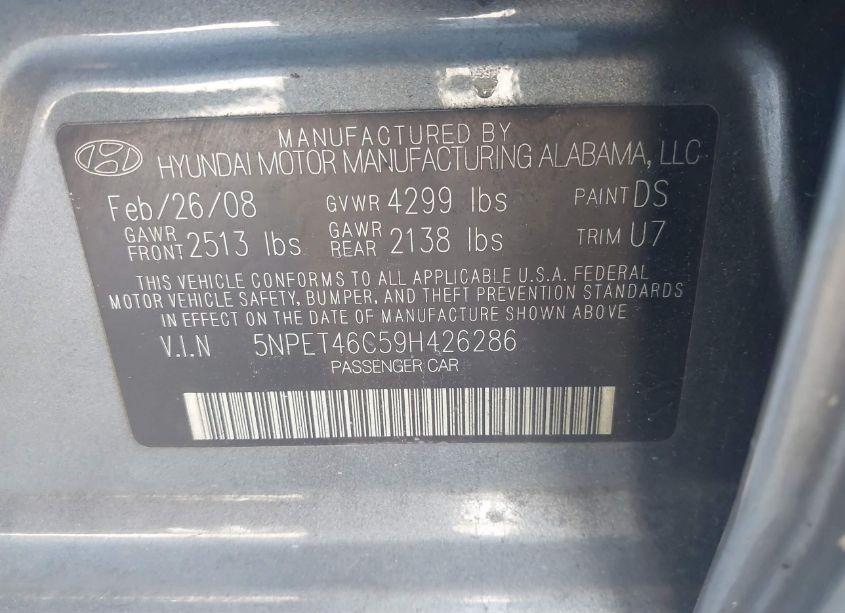 MANUFACTURED BY
HYUNDAI MOTOR MANUFACTURING ALABAMA, LLC
Feb/26/08 GVWR 4299 lbs PAINT DS
GAWR FRONT 2513 lbs GAWR REAR 2138 lbs TRIM U7
THIS VEHICLE CONFORMS TO ALL APPLICABLE U.S.A. FEDERAL
MOTOR VEHICLE SAFETY, BUMPER, AND THEFT PREVENTION STANDARDS
IN EFFECT ON THE DATE OF MANUFACTURE SHOWN ABOVE
V.I.N 5NPET46C59H426286
PASSENGER CAR